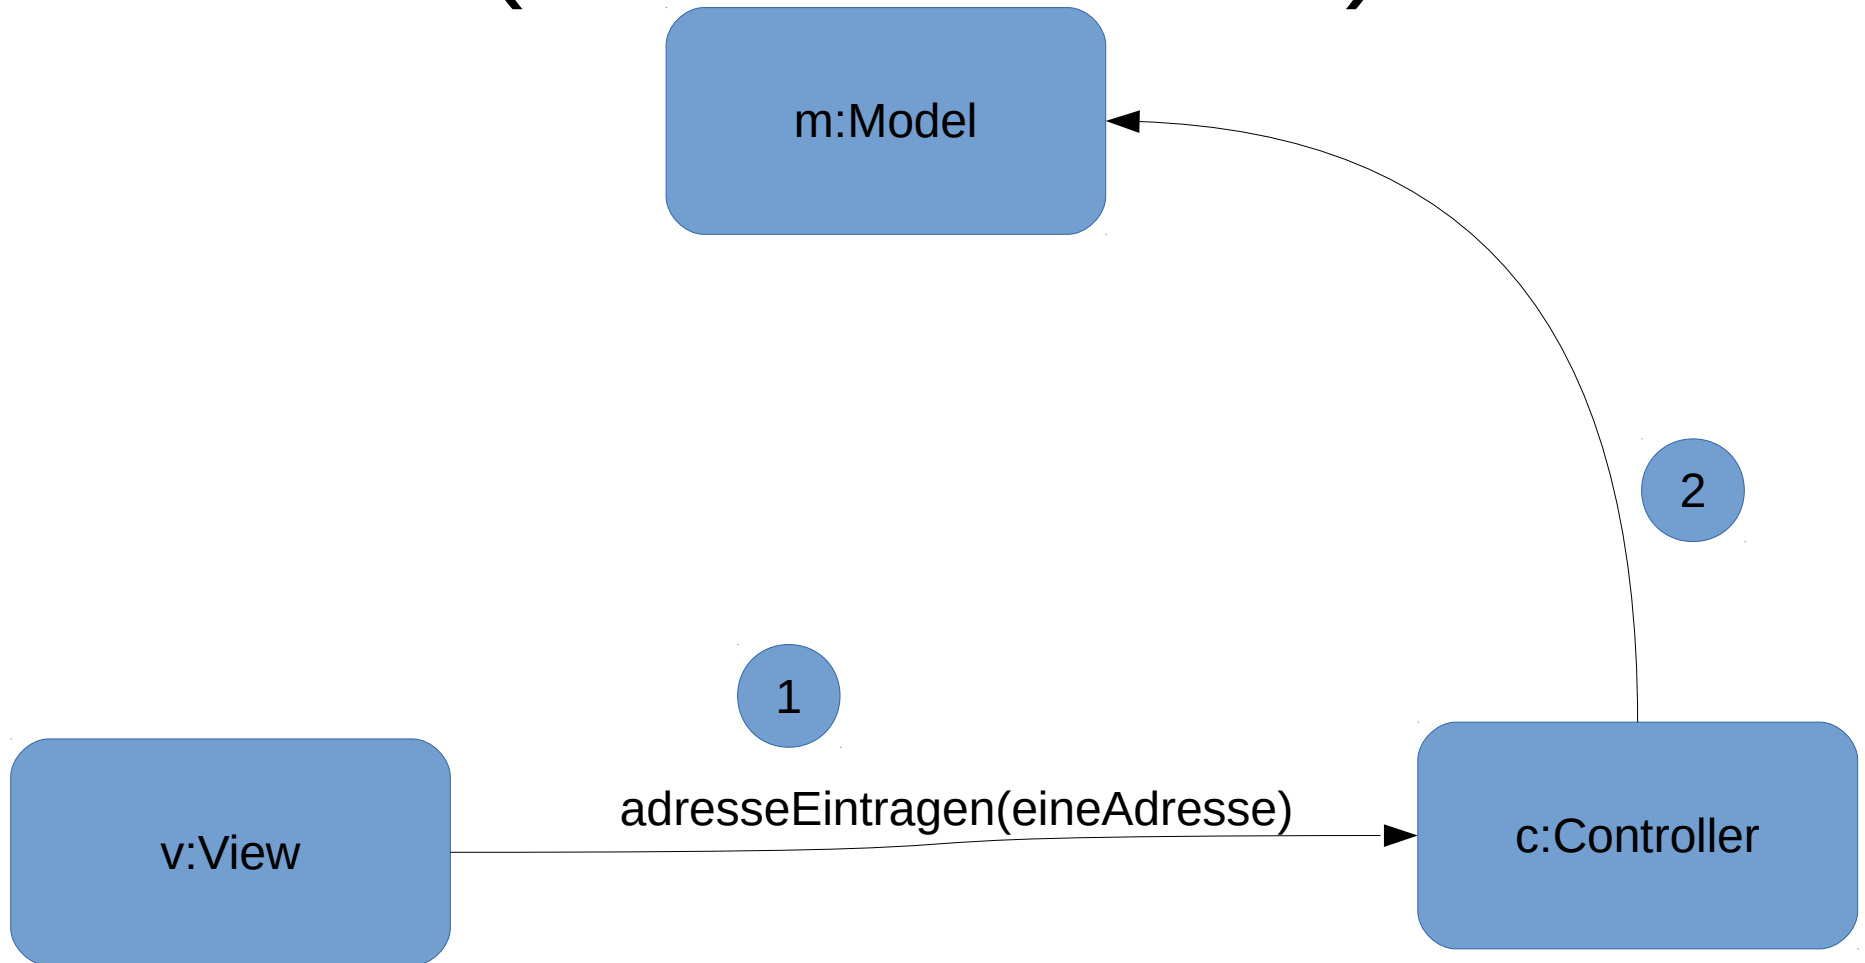 m:Model
2
1
adresseEintragen(eineAdresse)
v:View
c:Controller